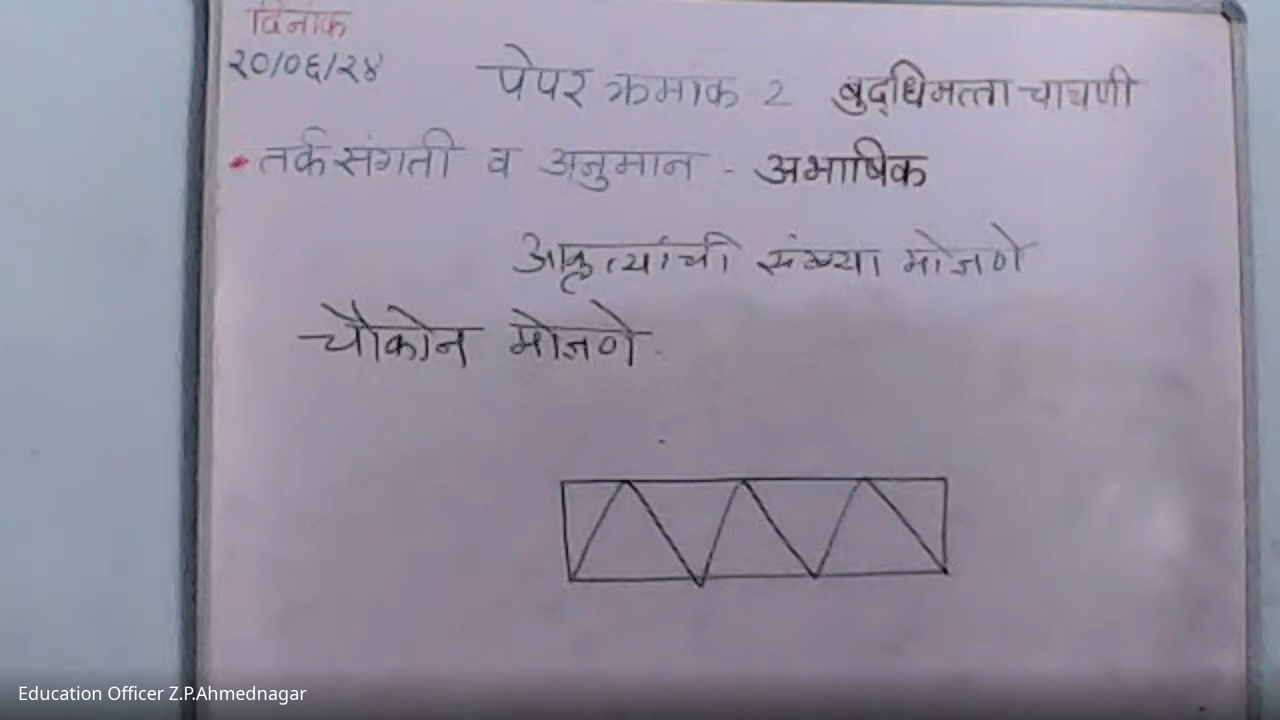 दिनांक
२०/०६/२४
पेपर क्रमांक 2 बुद्धिमत्ता चाचणी
• तर्कसंगती व अनुमान - अभाषिक
आकृत्यांची संख्या मोजणे
चौकोन मोजणे.
Education Officer Z.P.Ahmednagar